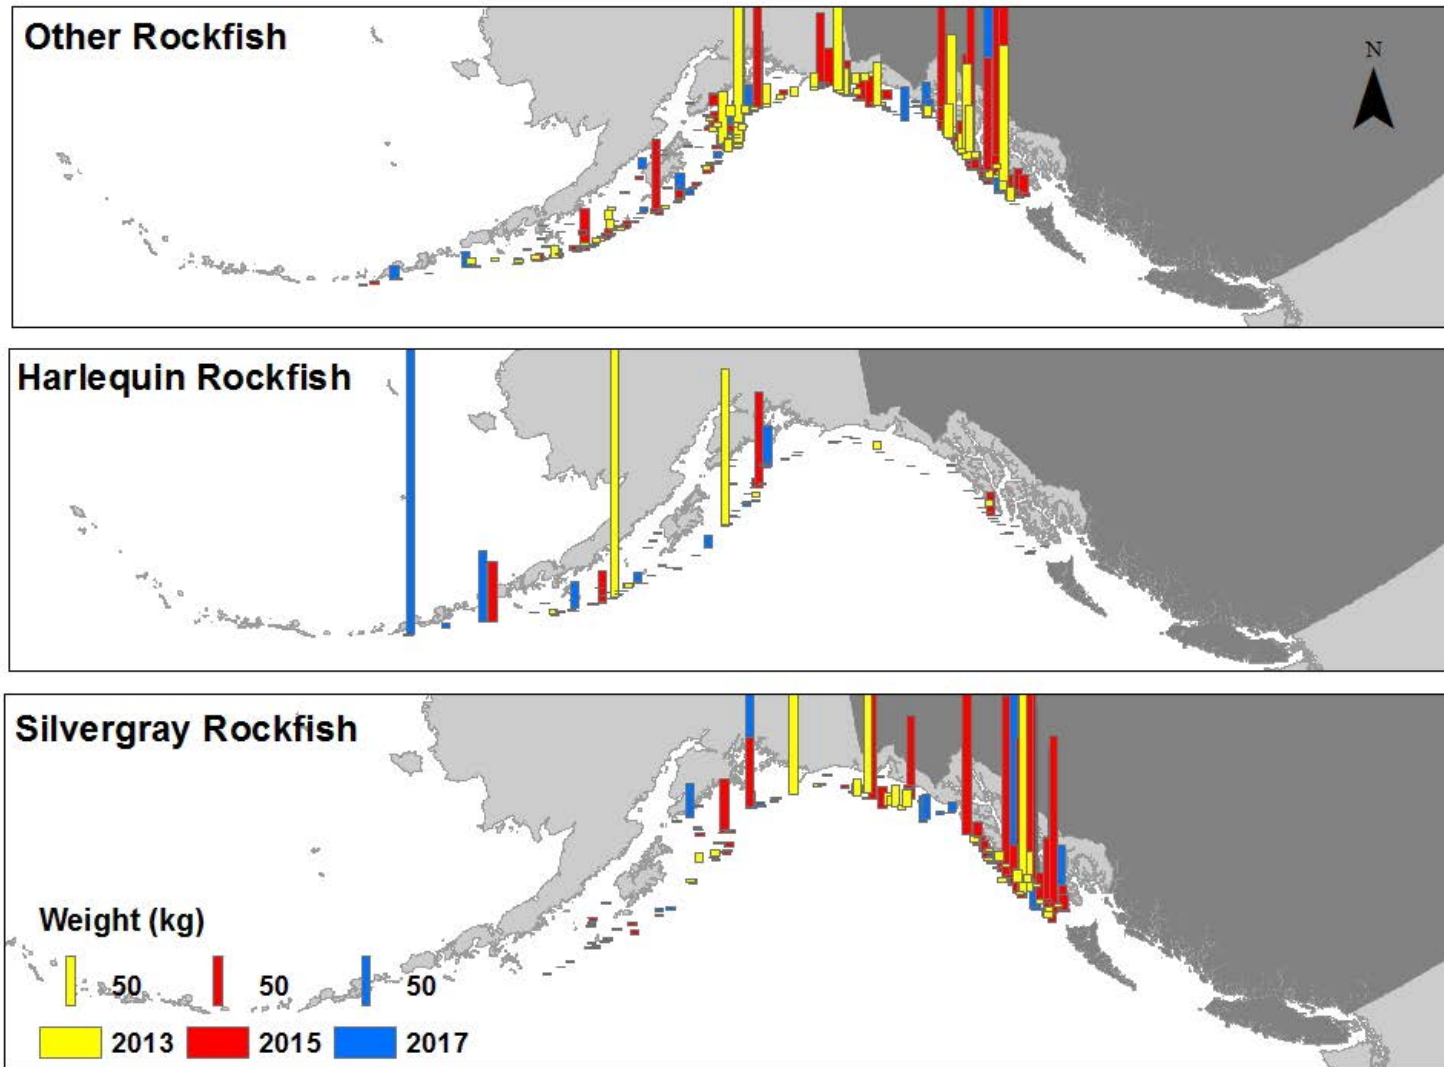 Other Rockfish
N
Harlequin Rockfish
Silvergray Rockfish
Weight (kg)
50 50 50
2013 2015 2017